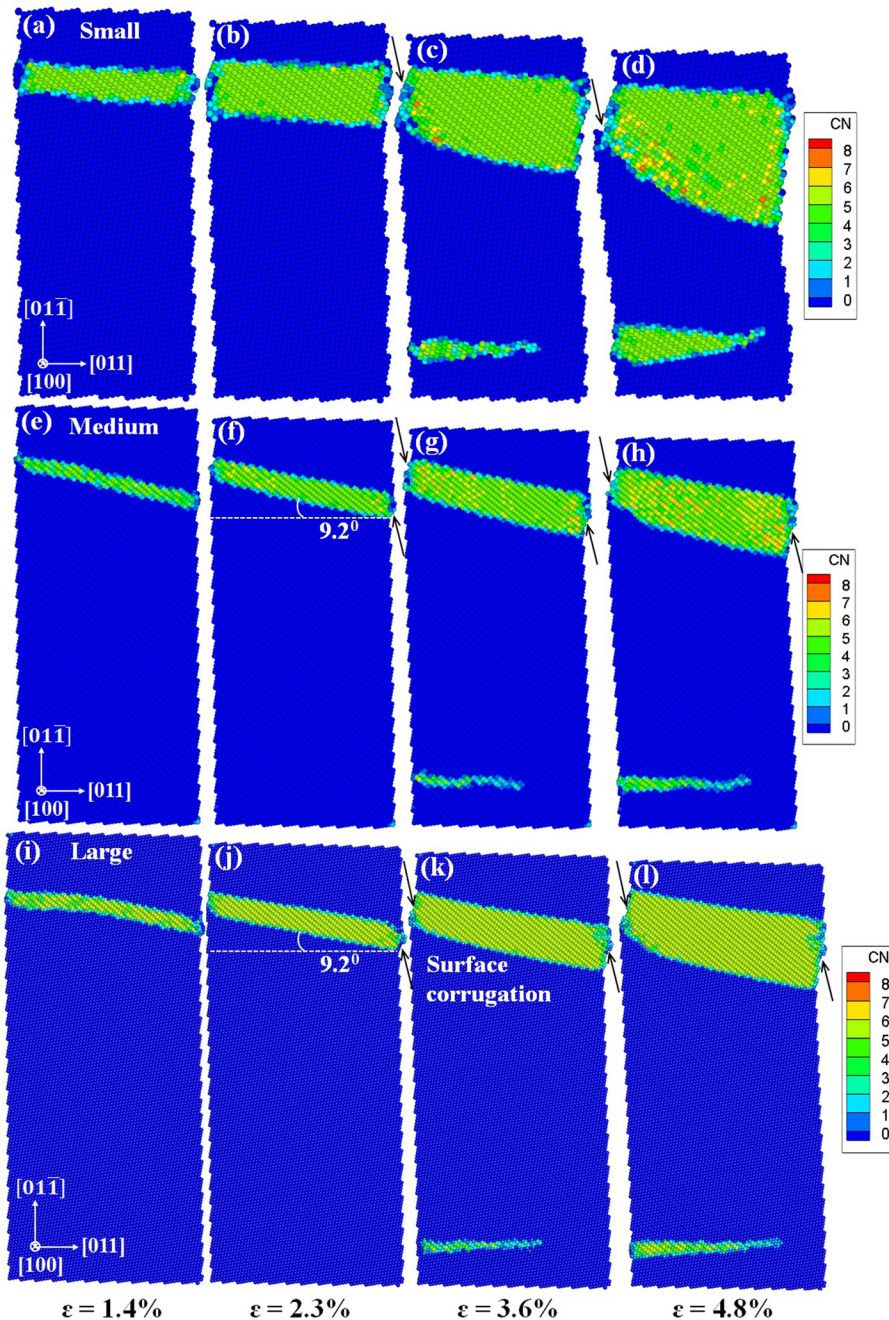 (a) Small
(b)
(c)
(d)
CN
8
7
6
5
4
3
2
1
0
[011̅]
[011]
[100]
(e) Medium
(f)
(g)
(h)
9.2⁰
CN
8
7
6
5
4
3
2
1
0
[011̅]
[011]
[100]
(i) Large
(j)
(k)
(l)
9.2⁰
Surface
corrugation
CN
8
7
6
5
4
3
2
1
0
[011̅]
[011]
[100]
ε = 1.4% ε = 2.3% ε = 3.6% ε = 4.8%